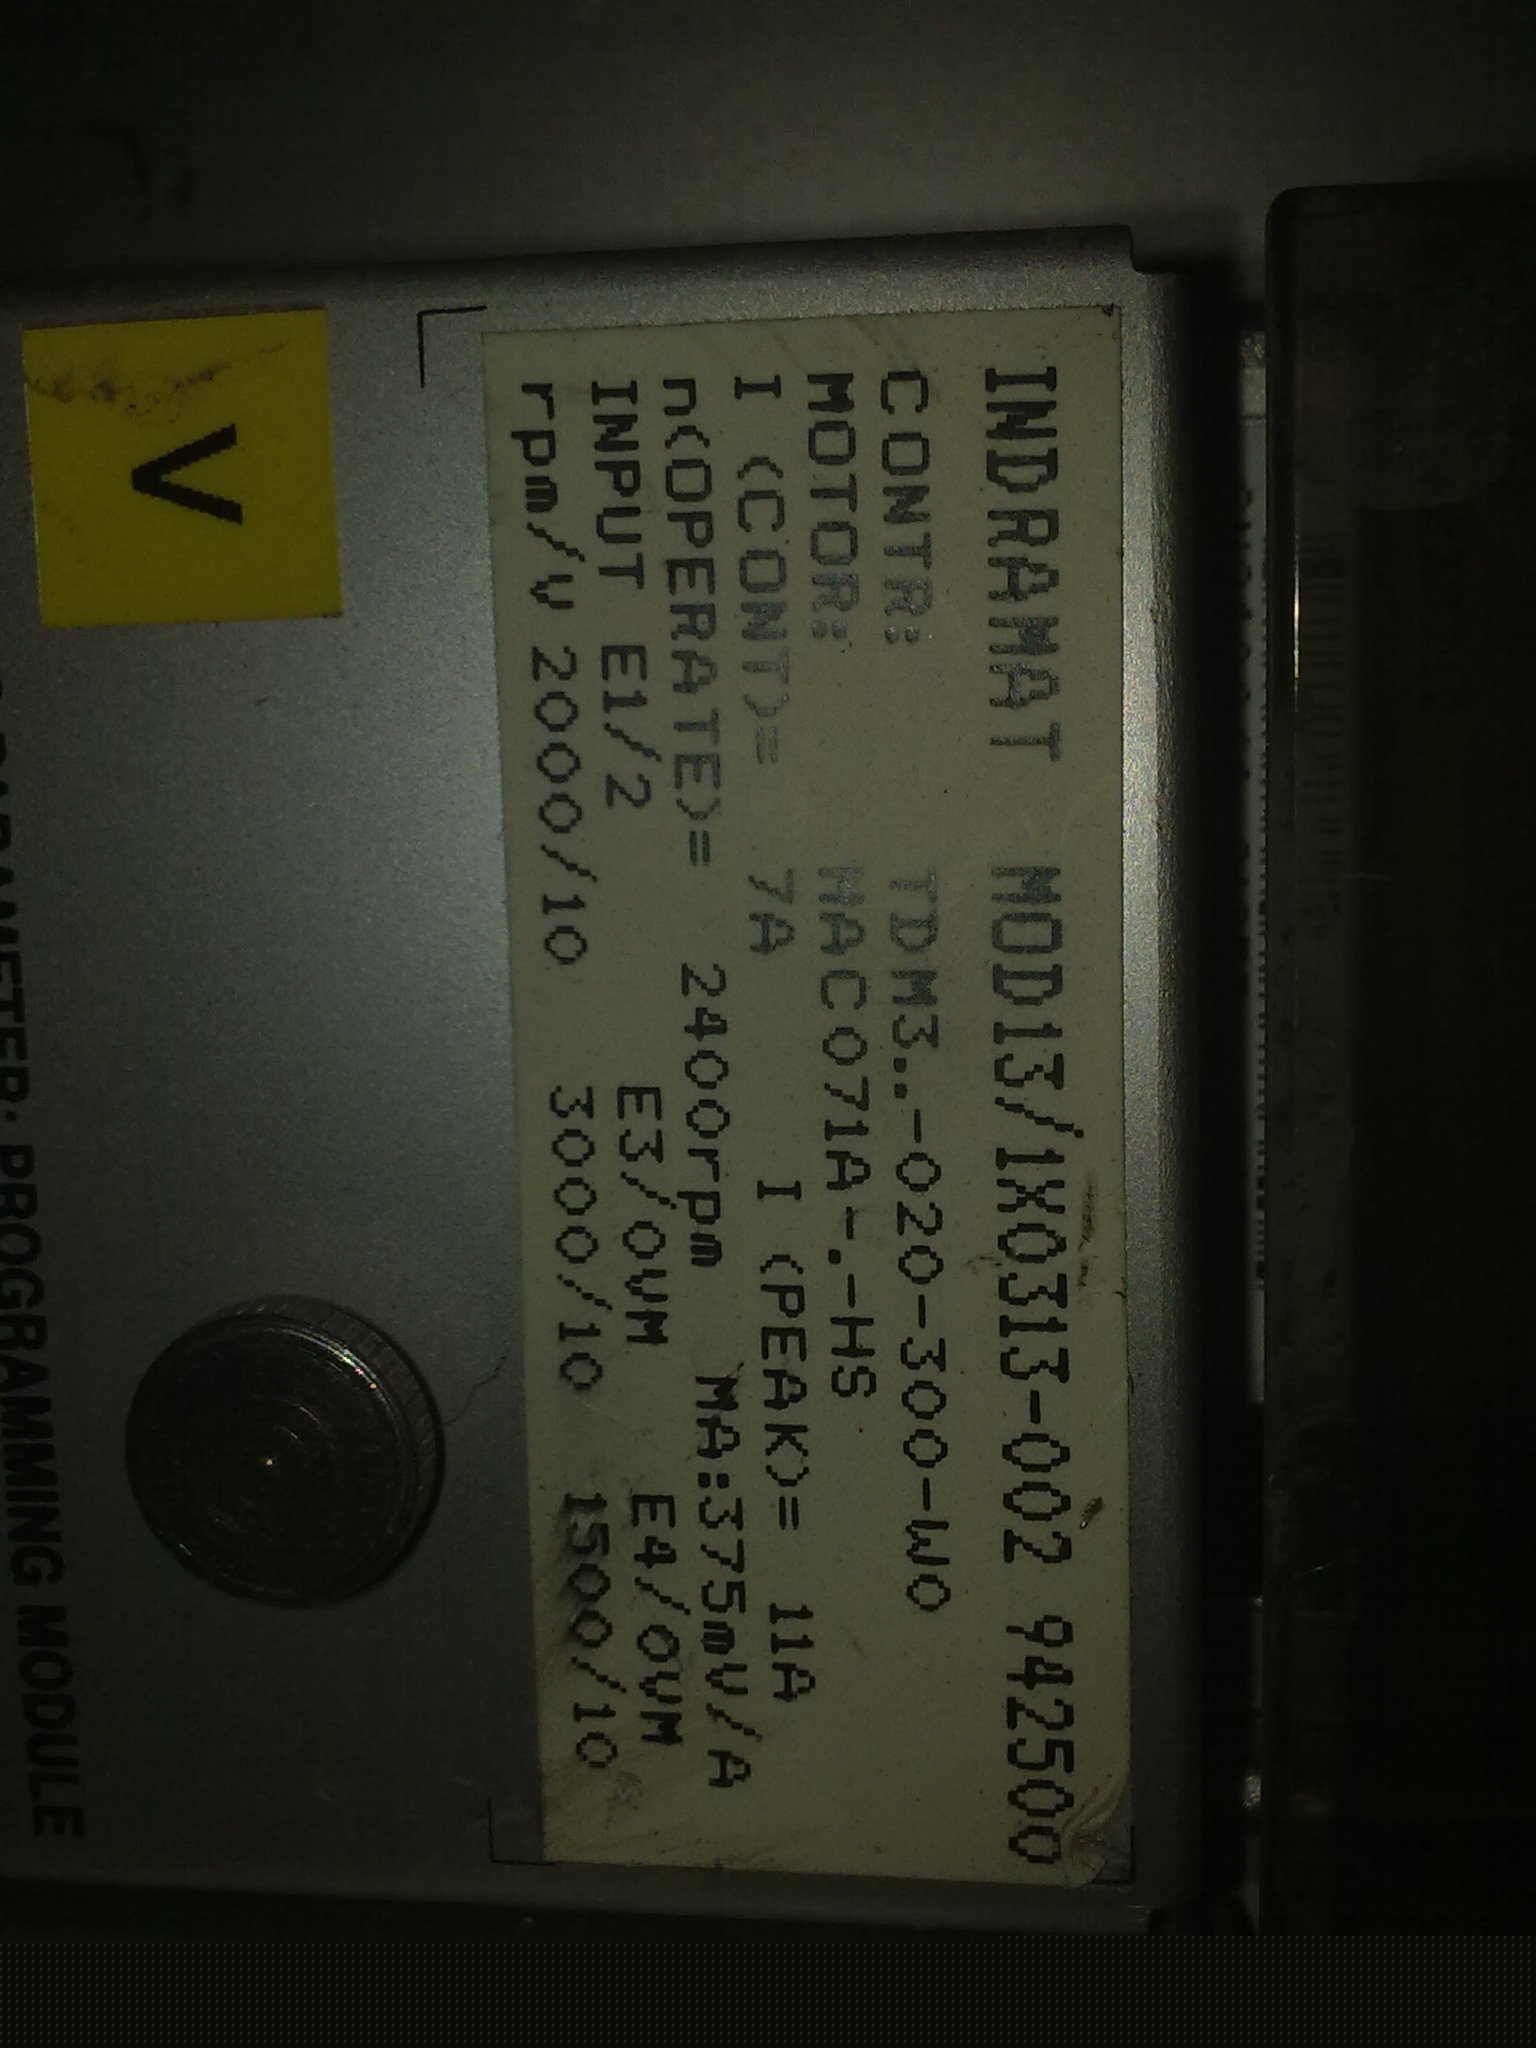 INDRAMAT MOD13/1X0313-002 942500
CONTR: TDM3..-020-300-W0
MOTOR: MAC071A-.-HS
I (CONT)= 7A I (PEAK)= 11A
n(OPERATE)= 2400rpm MA:375mV/A
INPUT E1/2 E3/0VM E4/0VM
rpm/v 2000/10 3000/10 1500/10
V
PARAMETER·PROGRAMMING MODULE